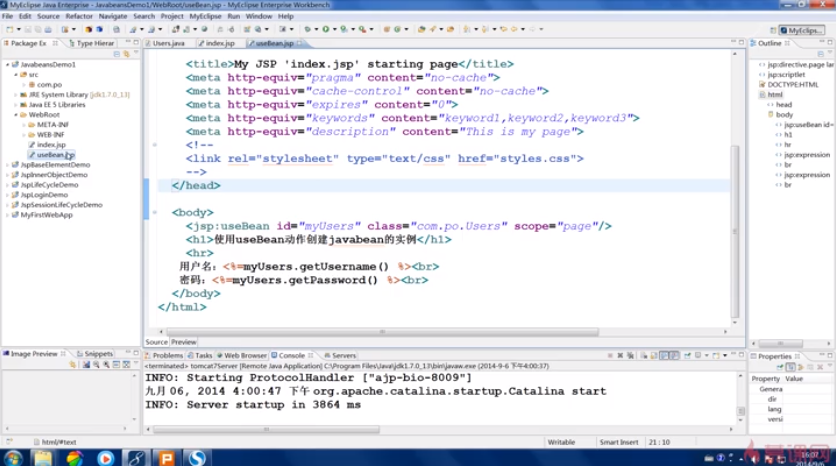 MyEclipse Java Enterprise - JavabeansDemo1/WebRoot/useBean.jsp - MyEclipse Enterprise Workbench
File Edit Source Refactor Navigate Search Project MyEclipse Run Window Help
MyEclips...
Package Ex
Type Hierar
Users.java
index.jsp
useBean.jsp
Outline
JavabeansDemo1
src
com.po
JRE System Library [jdk1.7.0_13]
Java EE 5 Libraries
WebRoot
META-INF
WEB-INF
index.jsp
useBean.jsp
JspBaseElementDemo
JspInnerObjectDemo
JspLifeCycleDemo
JspLoginDemo
JspSessionLifeCycleDemo
MyFirstWebApp
<title>My JSP 'index.jsp' starting page</title>
<meta http-equiv="pragma" content="no-cache">
<meta http-equiv="cache-control" content="no-cache">
<meta http-equiv="expires" content="0">
<meta http-equiv="keywords" content="keyword1,keyword2,keyword3">
<meta http-equiv="description" content="This is my page">
<!--
<link rel="stylesheet" type="text/css" href="styles.css">
-->
</head>
<body>
<jsp:useBean id="myUsers" class="com.po.Users" scope="page"/>
<h1>使用useBean动作创建javabean的实例</h1>
<hr>
用户名：<%=myUsers.getUsername() %><br>
密码：<%=myUsers.getPassword() %><br>
</body>
</html>
jsp:directive.page lan
jsp:scriptlet
DOCTYPE:HTML
html
head
body
jsp:useBean id=
h1
hr
jsp:expression
br
jsp:expression
br
Source Preview
Image Preview
Snippets
Problems
Tasks
Web Browser
Console
Servers
Properties
<terminated> tomcat7Server [Remote Java Application] C:\Program Files\Java\jdk1.7.0_13\bin\javaw.exe (2014-9-6 下午4:00:37)
INFO: Starting ProtocolHandler ["ajp-bio-8009"]
九月 06, 2014 4:00:47 下午 org.apache.catalina.startup.Catalina start
INFO: Server startup in 3864 ms
Property Value
Genera
dir
lang
versi
html/#text
Writable
Smart Insert
21 : 10
16:07
慕课网